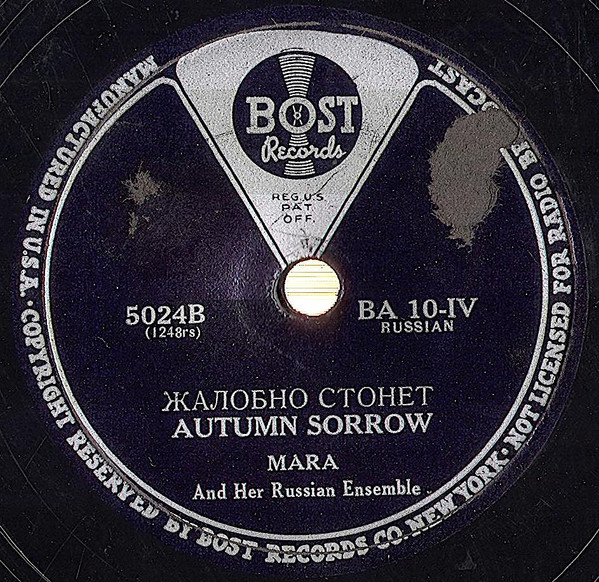 BOST
Records
REG. U.S.
PAT.
OFF.
5024B
(1248rs)
BA 10-IV
RUSSIAN
ЖАЛОБНО СТОНЕТ
AUTUMN SORROW
MARA
And Her Russian Ensemble
MANUFACTURED IN U.S.A. · COPYRIGHT RESERVED BY BOST RECORDS CO. NEW YORK · NOT LICENSED FOR RADIO